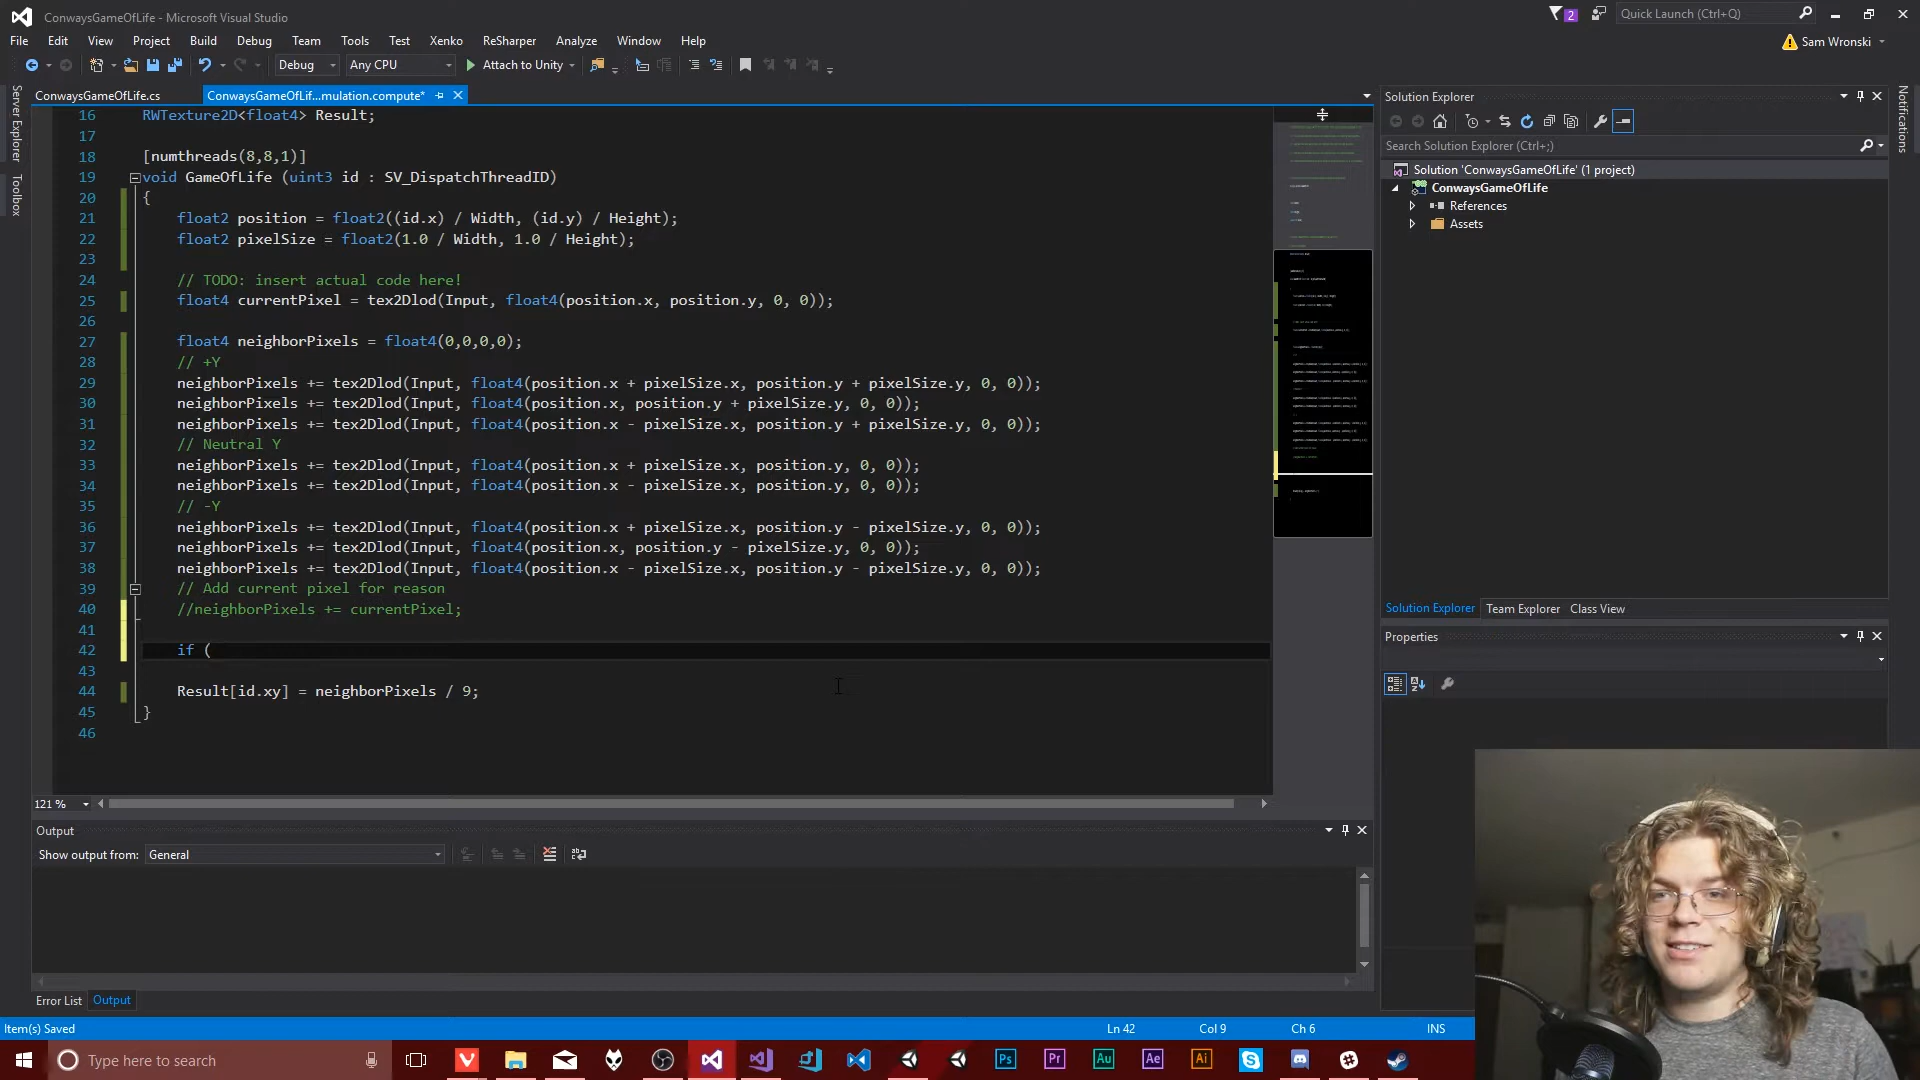 ConwaysGameOfLife - Microsoft Visual Studio
2
Quick Launch (Ctrl+Q)
File Edit View Project Build Debug Team Tools Test Xenko ReSharper Analyze Window Help
Sam Wronski
Debug Any CPU Attach to Unity
Server Explorer
Toolbox
ConwaysGameOfLife.cs ConwaysGameOfLif...mulation.compute*
16 RWTexture2D<float4> Result;
17
18 [numthreads(8,8,1)]
19 void GameOfLife (uint3 id : SV_DispatchThreadID)
20 {
21 float2 position = float2((id.x) / Width, (id.y) / Height);
22 float2 pixelSize = float2(1.0 / Width, 1.0 / Height);
23
24 // TODO: insert actual code here!
25 float4 currentPixel = tex2Dlod(Input, float4(position.x, position.y, 0, 0));
26
27 float4 neighborPixels = float4(0,0,0,0);
28 // +Y
29 neighborPixels += tex2Dlod(Input, float4(position.x + pixelSize.x, position.y + pixelSize.y, 0, 0));
30 neighborPixels += tex2Dlod(Input, float4(position.x, position.y + pixelSize.y, 0, 0));
31 neighborPixels += tex2Dlod(Input, float4(position.x - pixelSize.x, position.y + pixelSize.y, 0, 0));
32 // Neutral Y
33 neighborPixels += tex2Dlod(Input, float4(position.x + pixelSize.x, position.y, 0, 0));
34 neighborPixels += tex2Dlod(Input, float4(position.x - pixelSize.x, position.y, 0, 0));
35 // -Y
36 neighborPixels += tex2Dlod(Input, float4(position.x + pixelSize.x, position.y - pixelSize.y, 0, 0));
37 neighborPixels += tex2Dlod(Input, float4(position.x, position.y - pixelSize.y, 0, 0));
38 neighborPixels += tex2Dlod(Input, float4(position.x - pixelSize.x, position.y - pixelSize.y, 0, 0));
39 // Add current pixel for reason
40 //neighborPixels += currentPixel;
41
42 if (
43
44 Result[id.xy] = neighborPixels / 9;
45 }
46
121 %
Solution Explorer
Search Solution Explorer (Ctrl+;)
Solution 'ConwaysGameOfLife' (1 project)
ConwaysGameOfLife
References
Assets
Solution Explorer Team Explorer Class View
Properties
Notifications
Output
Show output from: General
Error List Output
Item(s) Saved Ln 42 Col 9 Ch 6 INS
Type here to search
Ps Pr Au Ae Ai